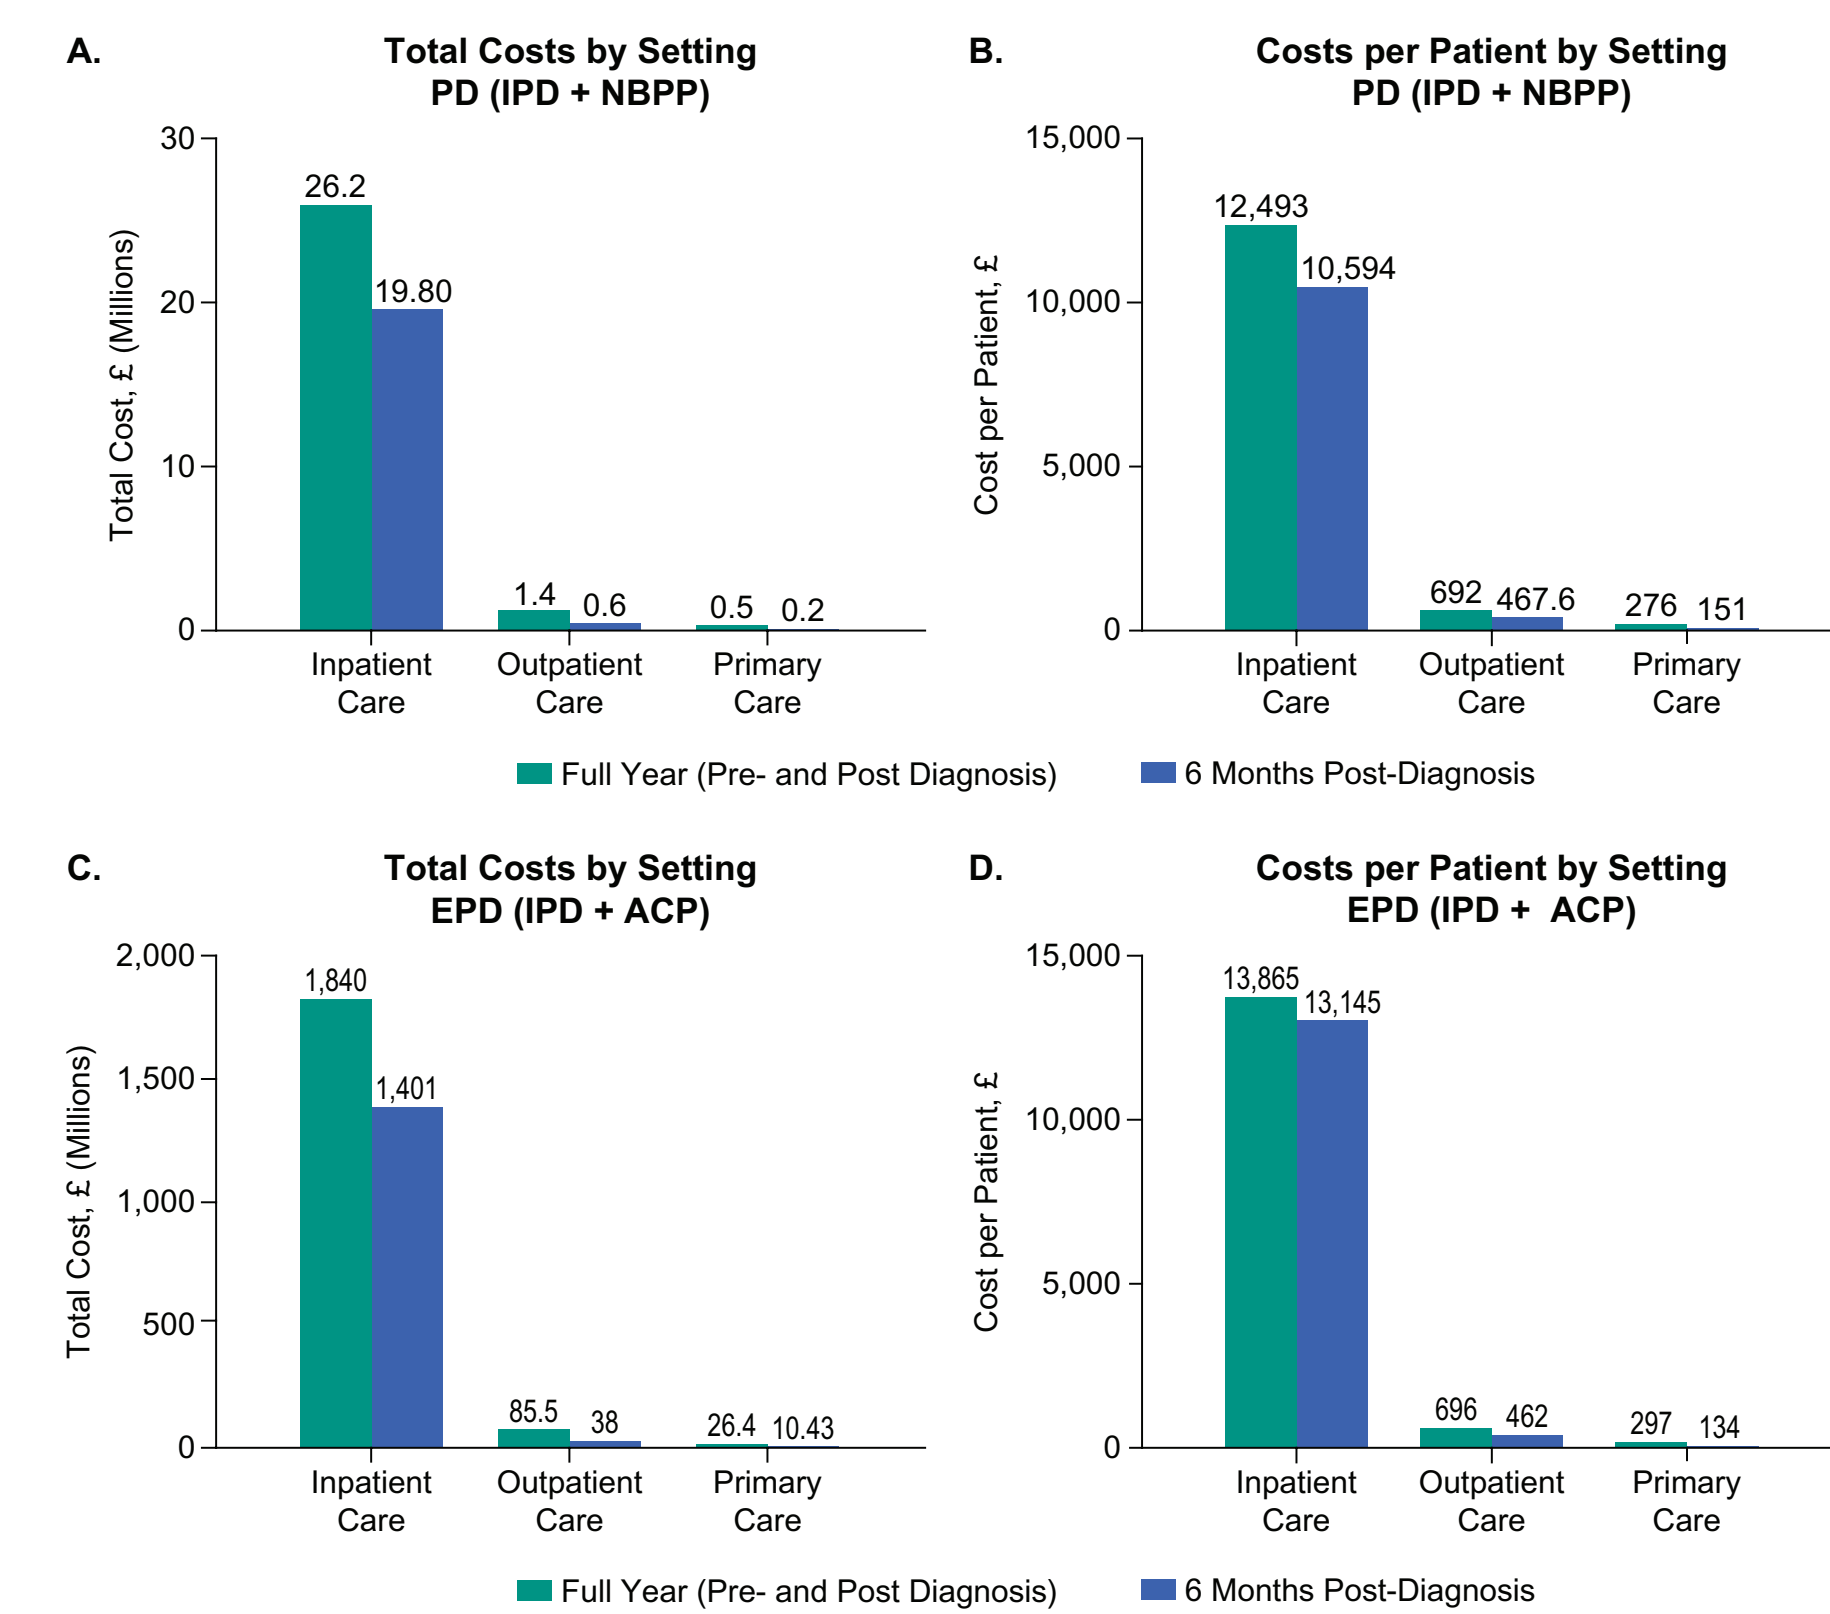 A.
Total Costs by Setting
PD (IPD + NBPP)
Total Cost, £ (Millions)
30
20
10
0
26.2
19.80
1.4
0.6
0.5
0.2
Inpatient
Care
Outpatient
Care
Primary
Care
B.
Costs per Patient by Setting
PD (IPD + NBPP)
Cost per Patient, £
15,000
10,000
5,000
0
12,493
10,594
692
467.6
276
151
Inpatient
Care
Outpatient
Care
Primary
Care
Full Year (Pre- and Post Diagnosis)
6 Months Post-Diagnosis
C.
Total Costs by Setting
EPD (IPD + ACP)
Total Cost, £ (Millions)
2,000
1,500
1,000
500
0
1,840
1,401
85.5
38
26.4
10.43
Inpatient
Care
Outpatient
Care
Primary
Care
D.
Costs per Patient by Setting
EPD (IPD + ACP)
Cost per Patient, £
15,000
10,000
5,000
0
13,865
13,145
696
462
297
134
Inpatient
Care
Outpatient
Care
Primary
Care
Full Year (Pre- and Post Diagnosis)
6 Months Post-Diagnosis